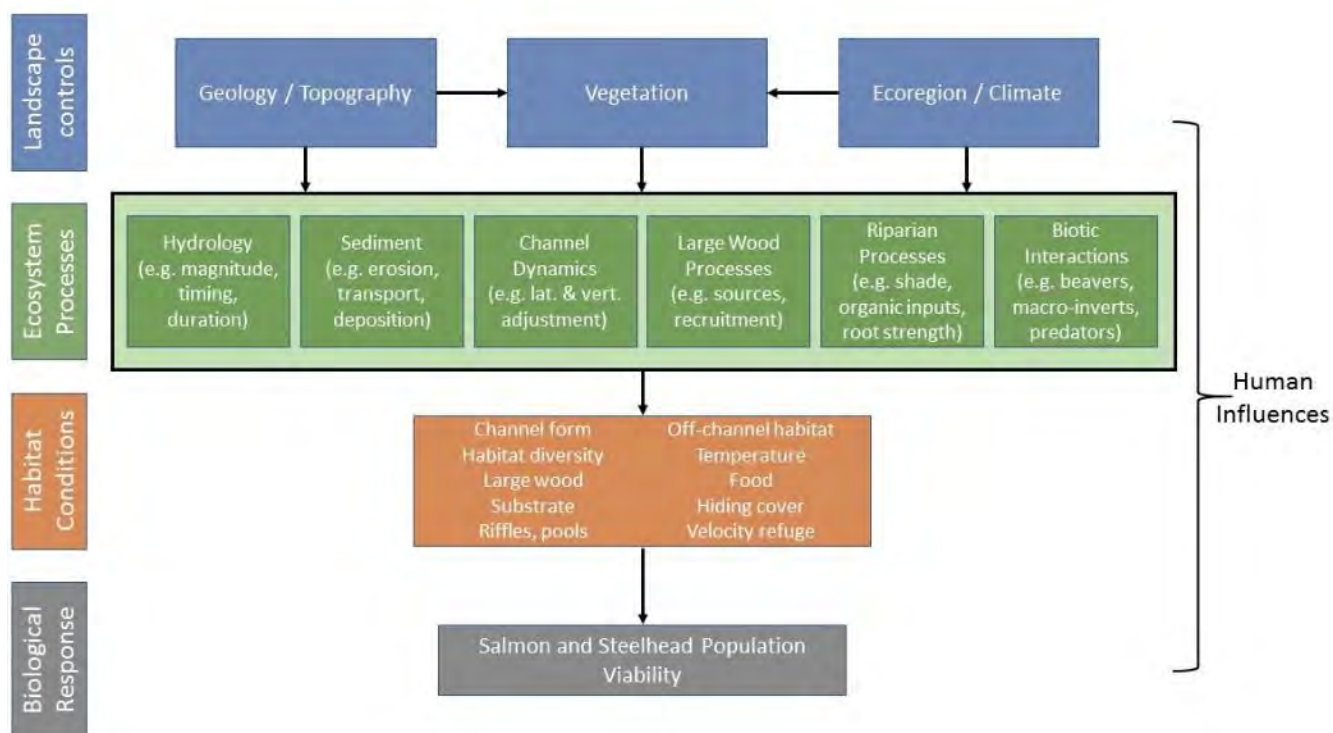 Landscape
controls
Geology / Topography
Vegetation
Ecoregion / Climate
Ecosystem
Processes
Hydrology
(e.g. magnitude,
timing,
duration)
Sediment
(e.g. erosion,
transport,
deposition)
Channel
Dynamics
(e.g. lat. & vert.
adjustment)
Large Wood
Processes
(e.g. sources,
recruitment)
Riparian
Processes
(e.g. shade,
organic inputs,
root strength)
Biotic
Interactions
(e.g. beavers,
macro-inverts,
predators)
Human
Influences
Habitat
Conditions
Channel form
Habitat diversity
Large wood
Substrate
Riffles, pools
Off-channel habitat
Temperature
Food
Hiding cover
Velocity refuge
Biological
Response
Salmon and Steelhead Population
Viability